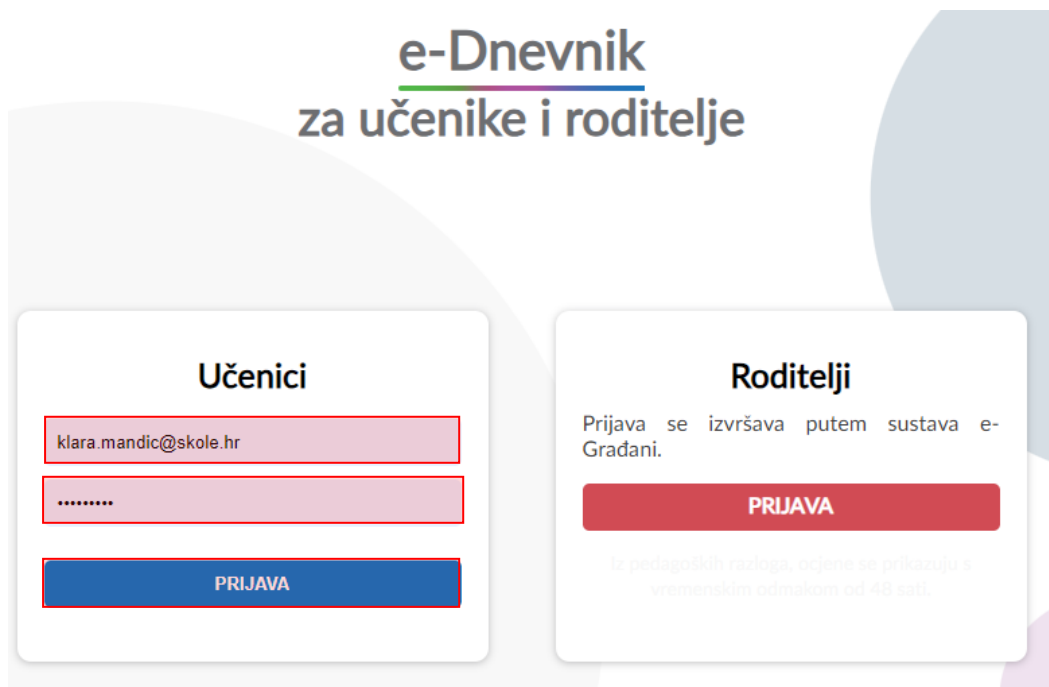 e-Dnevnik
za učenike i roditelje
Učenici
klara.mandic@skole.hr
•••••••••
PRIJAVA
Roditelji
Prijava se izvršava putem sustava e-
Građani.
PRIJAVA
Iz pedagoških razloga, ocjene se prikazuju s
vremenskim odmakom od 48 sati.